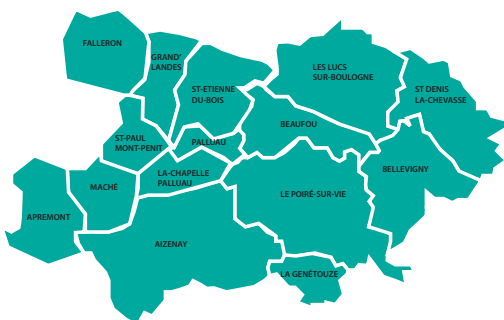 FALLERON
GRAND'
LANDES
ST-ETIENNE
DU-BOIS
LES LUCS
SUR-BOULOGNE
ST DENIS
LA-CHEVASSE
ST-PAUL
MONT-PENIT
PALLUAU
BEAUFOU
MACHÉ
LA-CHAPELLE
PALLUAU
BELLEVIGNY
APREMONT
LE POIRÉ-SUR-VIE
AIZENAY
LA GENÉTOUZE